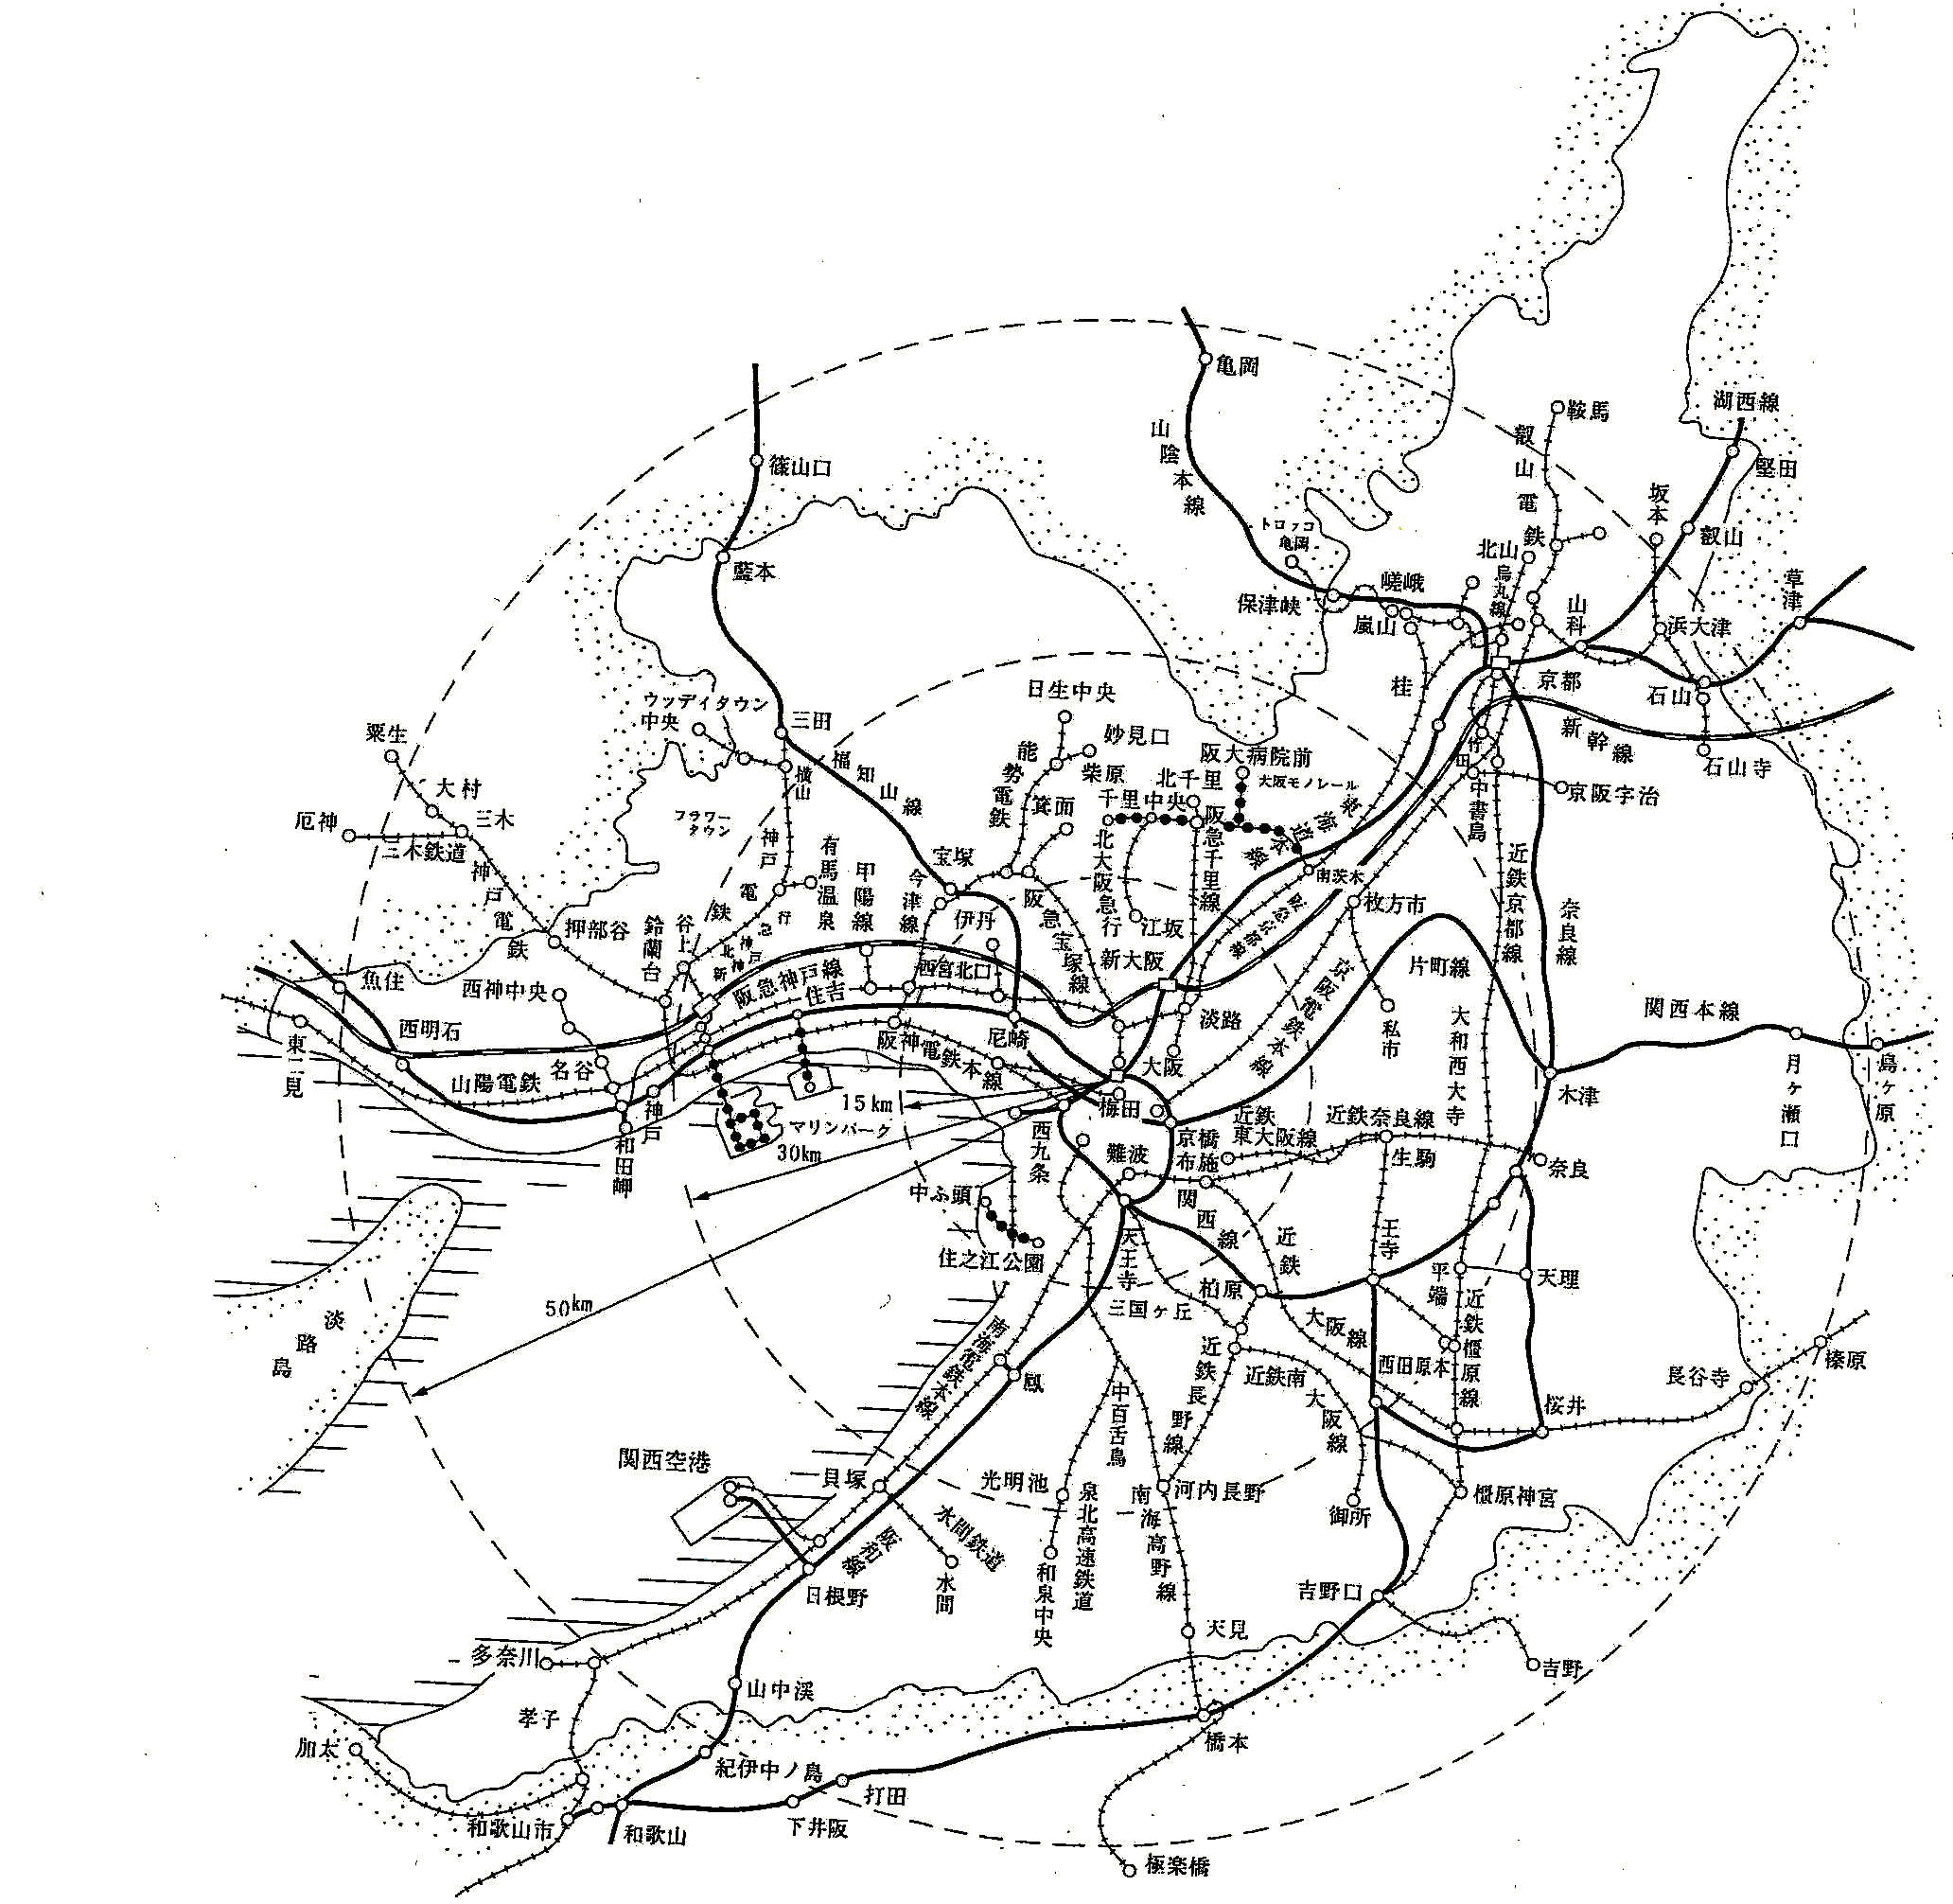 亀岡
山陰本線
鞍馬
叡山電鉄
湖西線
堅田
篠山口
坂本
叡山
トロッコ
亀岡
北山
烏丸線
藍本
嵯峨
保津峡
嵐山
山科
草津
浜大津
京都
桂
石山
新幹線
石山寺
竹田
中書島
京阪宇治
ウッディタウン
中央
三田
日生中央
妙見口
能勢電鉄
阪大病院前
大阪モノレール
柴原
北千里
千里中央
箕面
粟生
大村
三木
厄神
三木鉄道
神戸電鉄
横山
フラワー
タウン
福知山線
神戸電鉄
有馬温泉
甲陽線
今津線
宝塚
伊丹
阪急宝塚線
北大阪急行
阪急千里線
江坂
東海道本線
南茨木
阪急京都線
枚方市
近鉄京都線
奈良線
押部谷
鈴蘭台
谷上
北神急行
新神戸
魚住
西神中央
阪急神戸線
住吉
西宮北口
新大阪
淡路
京阪電鉄本線
私市
片町線
大和西大寺
関西本線
西明石
東二見
山陽電鉄
名谷
神戸
和田岬
阪神電鉄本線
尼崎
大阪
梅田
木津
月ヶ瀬口
島ヶ原
15km
マリンパーク
30km
西九条
京橋
近鉄
東大阪線
近鉄奈良線
布施
難波
生駒
奈良
中ふ頭
関西線
住之江公園
天王寺
近鉄大阪線
王寺
柏原
平端
天理
三国ヶ丘
50km
淡路島
南海電鉄本線
鳳
近鉄長野線
近鉄南大阪線
西田原本
近鉄橿原線
桜井
長谷寺
榛原
中百舌鳥
関西空港
貝塚
光明池
泉北高速鉄道
南海高野線
河内長野
御所
橿原神宮
水間鉄道
水間
阪和線
日根野
和泉中央
吉野口
天見
吉野
多奈川
山中渓
孝子
加太
紀伊中ノ島
橋本
打田
和歌山市
和歌山
下井阪
極楽橋